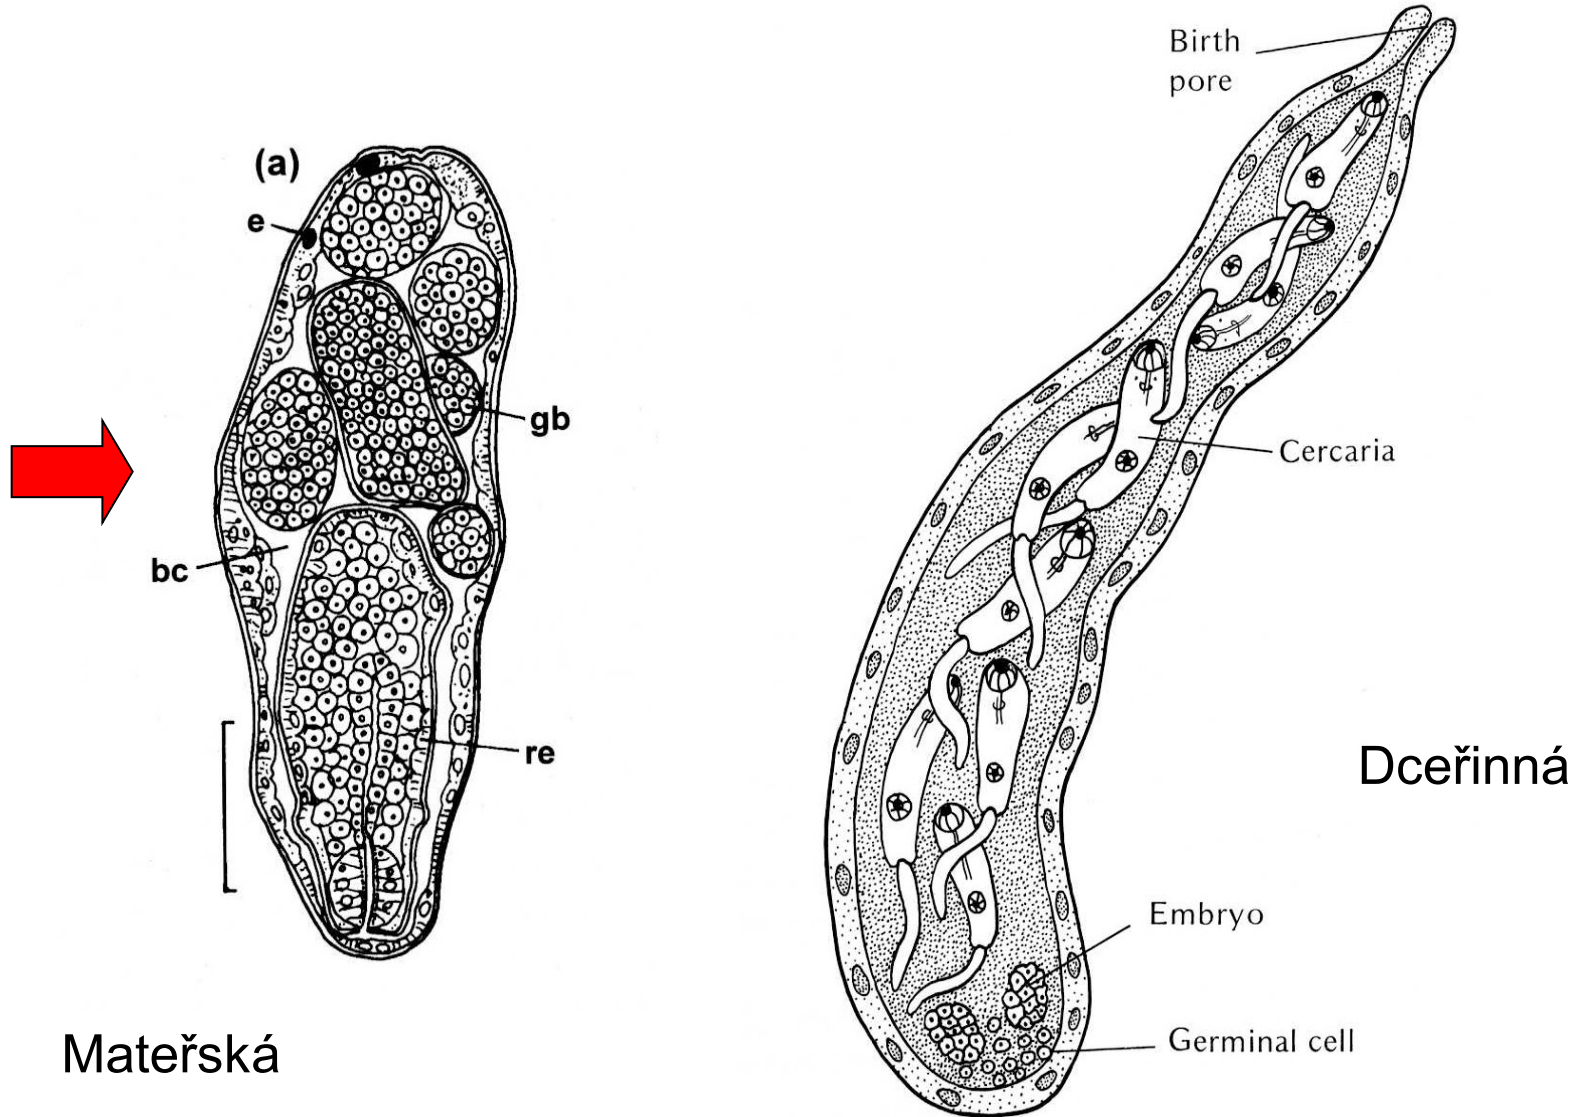 (a)
e
gb
bc
re
Mateřská
Birth
pore
Cercaria
Dceřinná
Embryo
Germinal cell